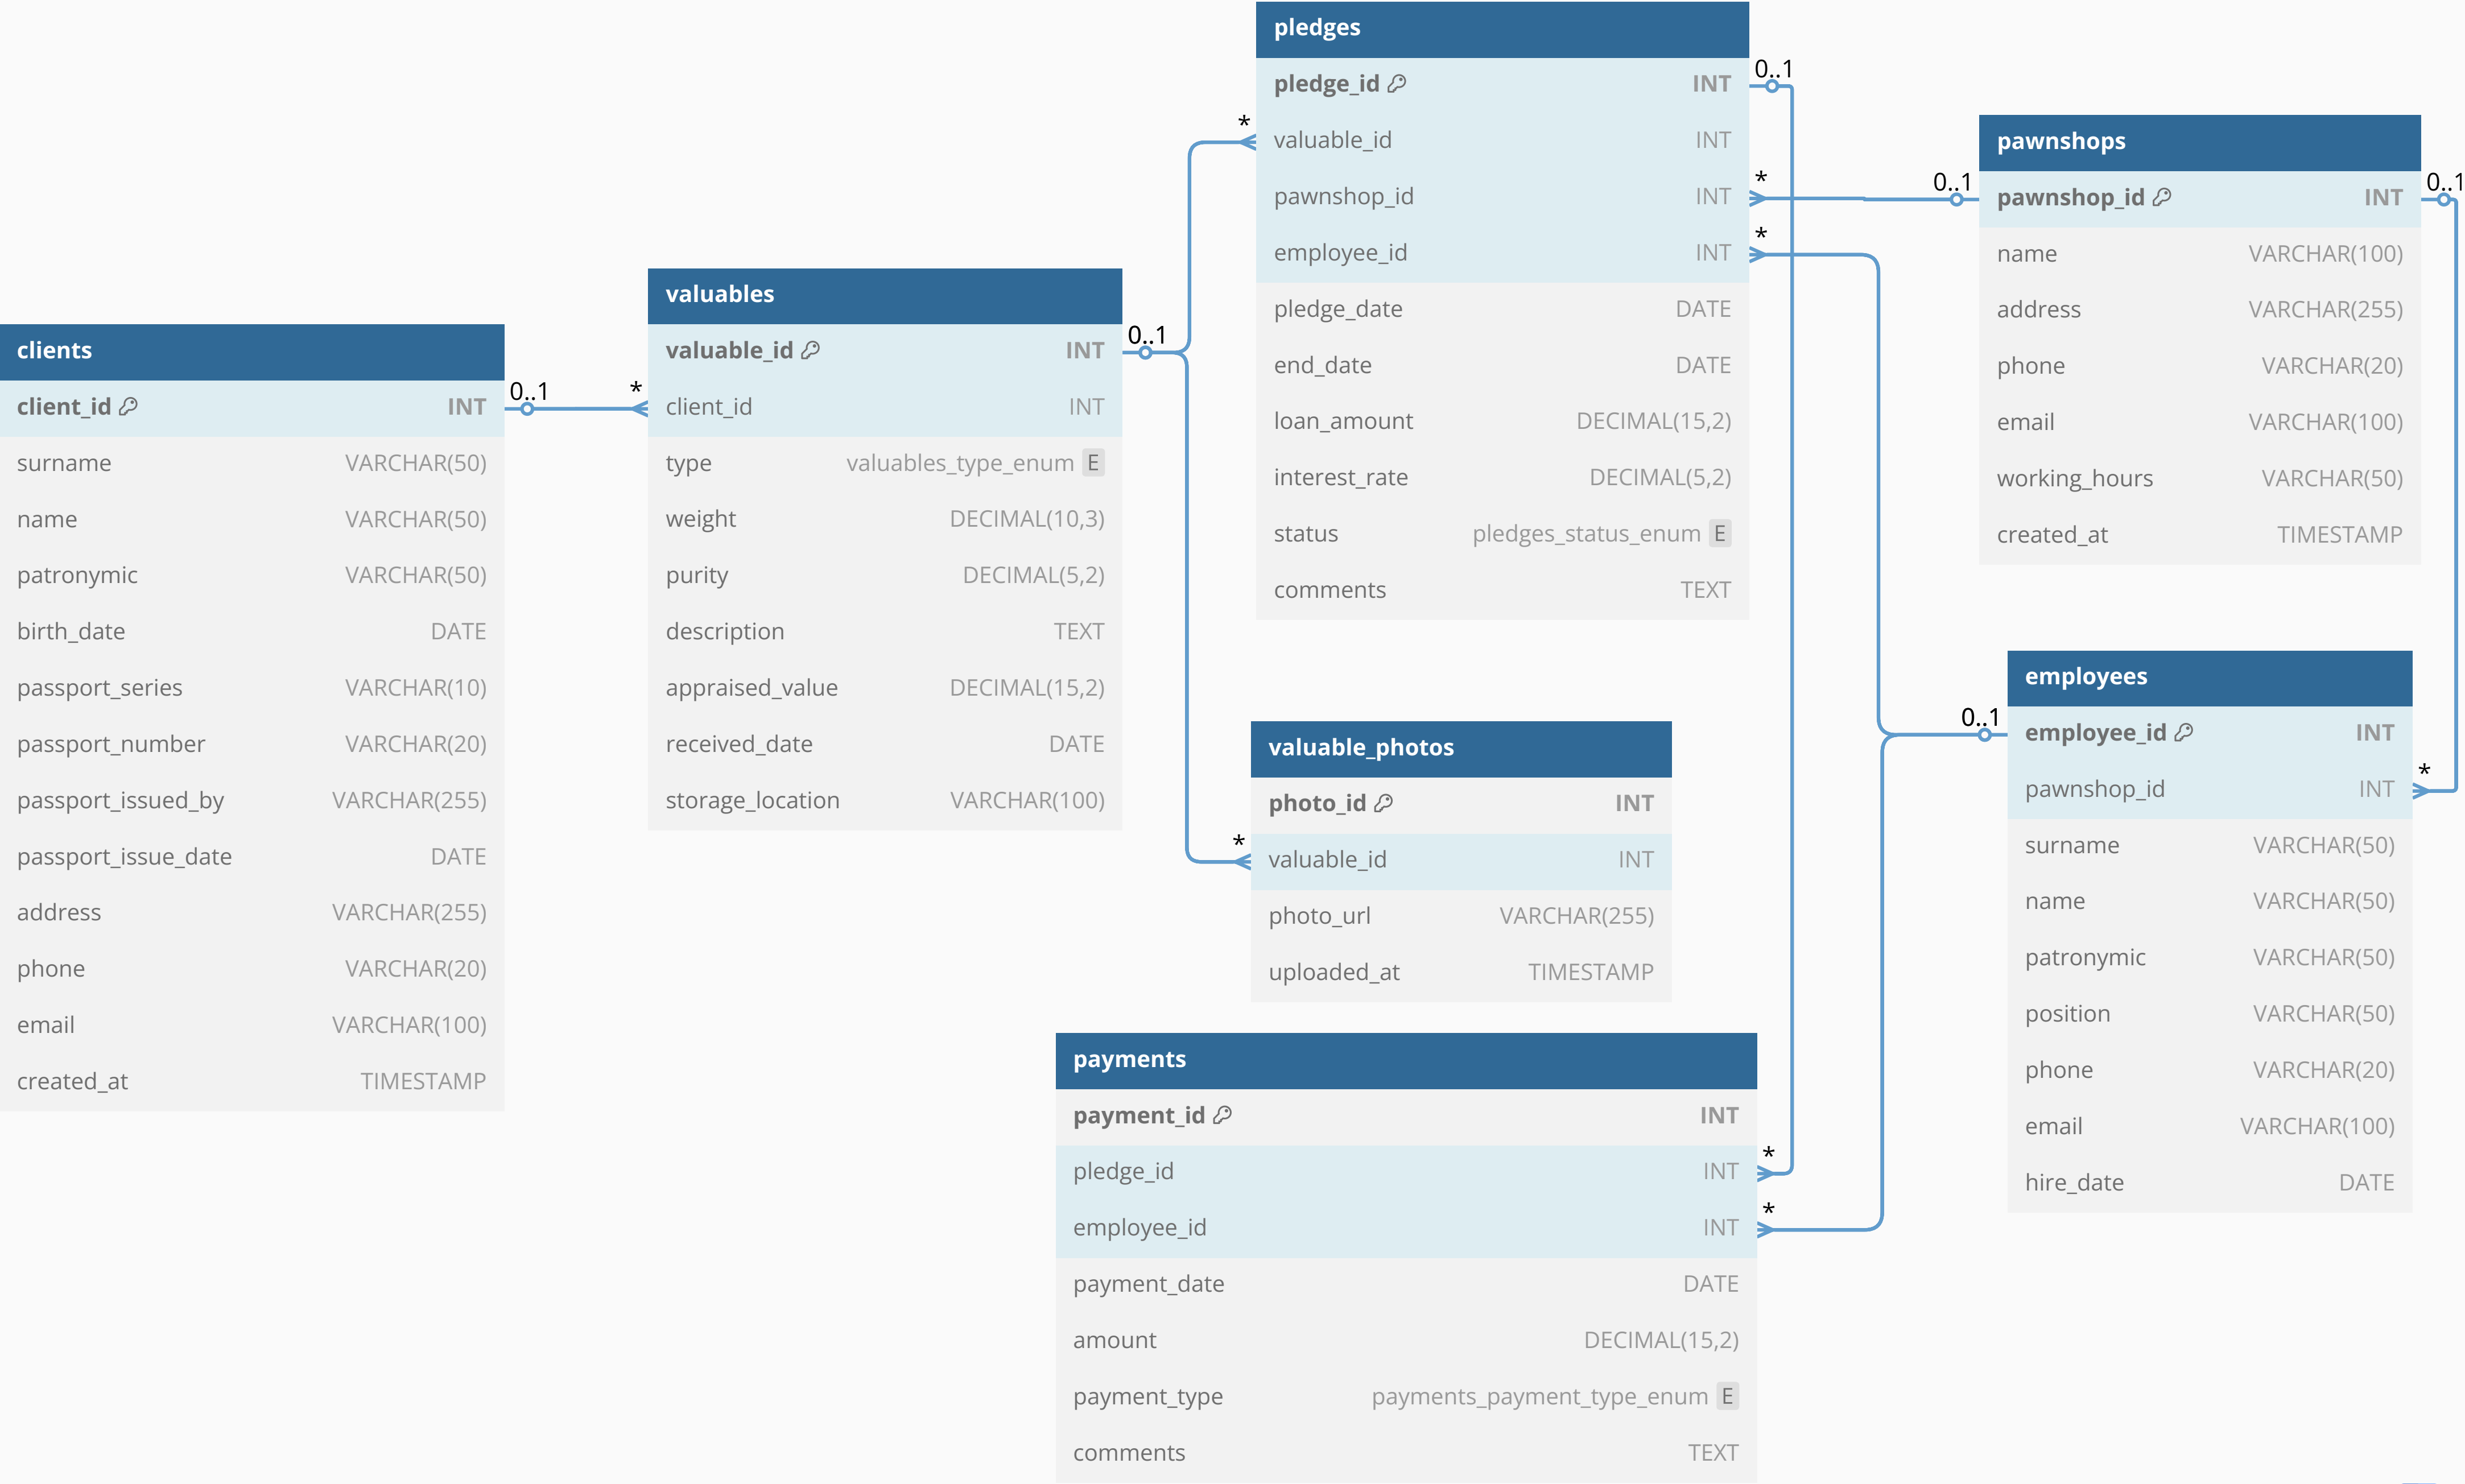 clients
client_id INT
surname VARCHAR(50)
name VARCHAR(50)
patronymic VARCHAR(50)
birth_date DATE
passport_series VARCHAR(10)
passport_number VARCHAR(20)
passport_issued_by VARCHAR(255)
passport_issue_date DATE
address VARCHAR(255)
phone VARCHAR(20)
email VARCHAR(100)
created_at TIMESTAMP
0..1
*
valuables
valuable_id INT
client_id INT
type valuables_type_enum E
weight DECIMAL(10,3)
purity DECIMAL(5,2)
description TEXT
appraised_value DECIMAL(15,2)
received_date DATE
storage_location VARCHAR(100)
0..1
*
*
pledges
pledge_id INT
valuable_id INT
pawnshop_id INT
employee_id INT
pledge_date DATE
end_date DATE
loan_amount DECIMAL(15,2)
interest_rate DECIMAL(5,2)
status pledges_status_enum E
comments TEXT
0..1
*
*
valuable_photos
photo_id INT
valuable_id INT
photo_url VARCHAR(255)
uploaded_at TIMESTAMP
payments
payment_id INT
pledge_id INT
employee_id INT
payment_date DATE
amount DECIMAL(15,2)
payment_type payments_payment_type_enum E
comments TEXT
*
*
0..1
pawnshops
pawnshop_id INT
name VARCHAR(100)
address VARCHAR(255)
phone VARCHAR(20)
email VARCHAR(100)
working_hours VARCHAR(50)
created_at TIMESTAMP
0..1
0..1
employees
employee_id INT
pawnshop_id INT
surname VARCHAR(50)
name VARCHAR(50)
patronymic VARCHAR(50)
position VARCHAR(50)
phone VARCHAR(20)
email VARCHAR(100)
hire_date DATE
*